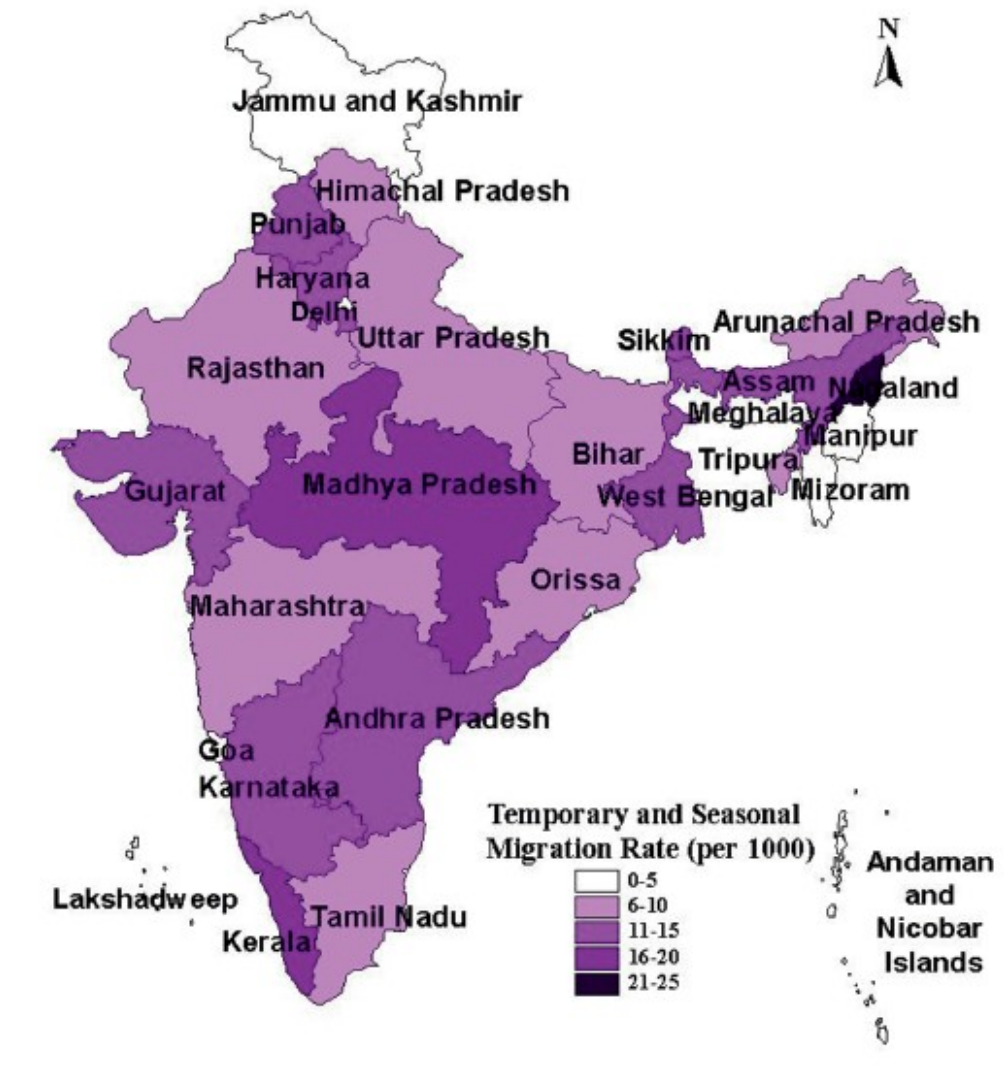 N
Jammu and Kashmir
Himachal Pradesh
Punjab
Haryana
Delhi
Uttar Pradesh
Rajasthan
Sikkim
Arunachal Pradesh
Assam
Nagaland
Meghalaya
Manipur
Tripura
Mizoram
Bihar
West Bengal
Gujarat
Madhya Pradesh
Orissa
Maharashtra
Andhra Pradesh
Goa
Karnataka
Temporary and Seasonal
Migration Rate (per 1000)
0-5
6-10
11-15
16-20
21-25
Lakshadweep
Kerala
Tamil Nadu
Andaman
and
Nicobar
Islands